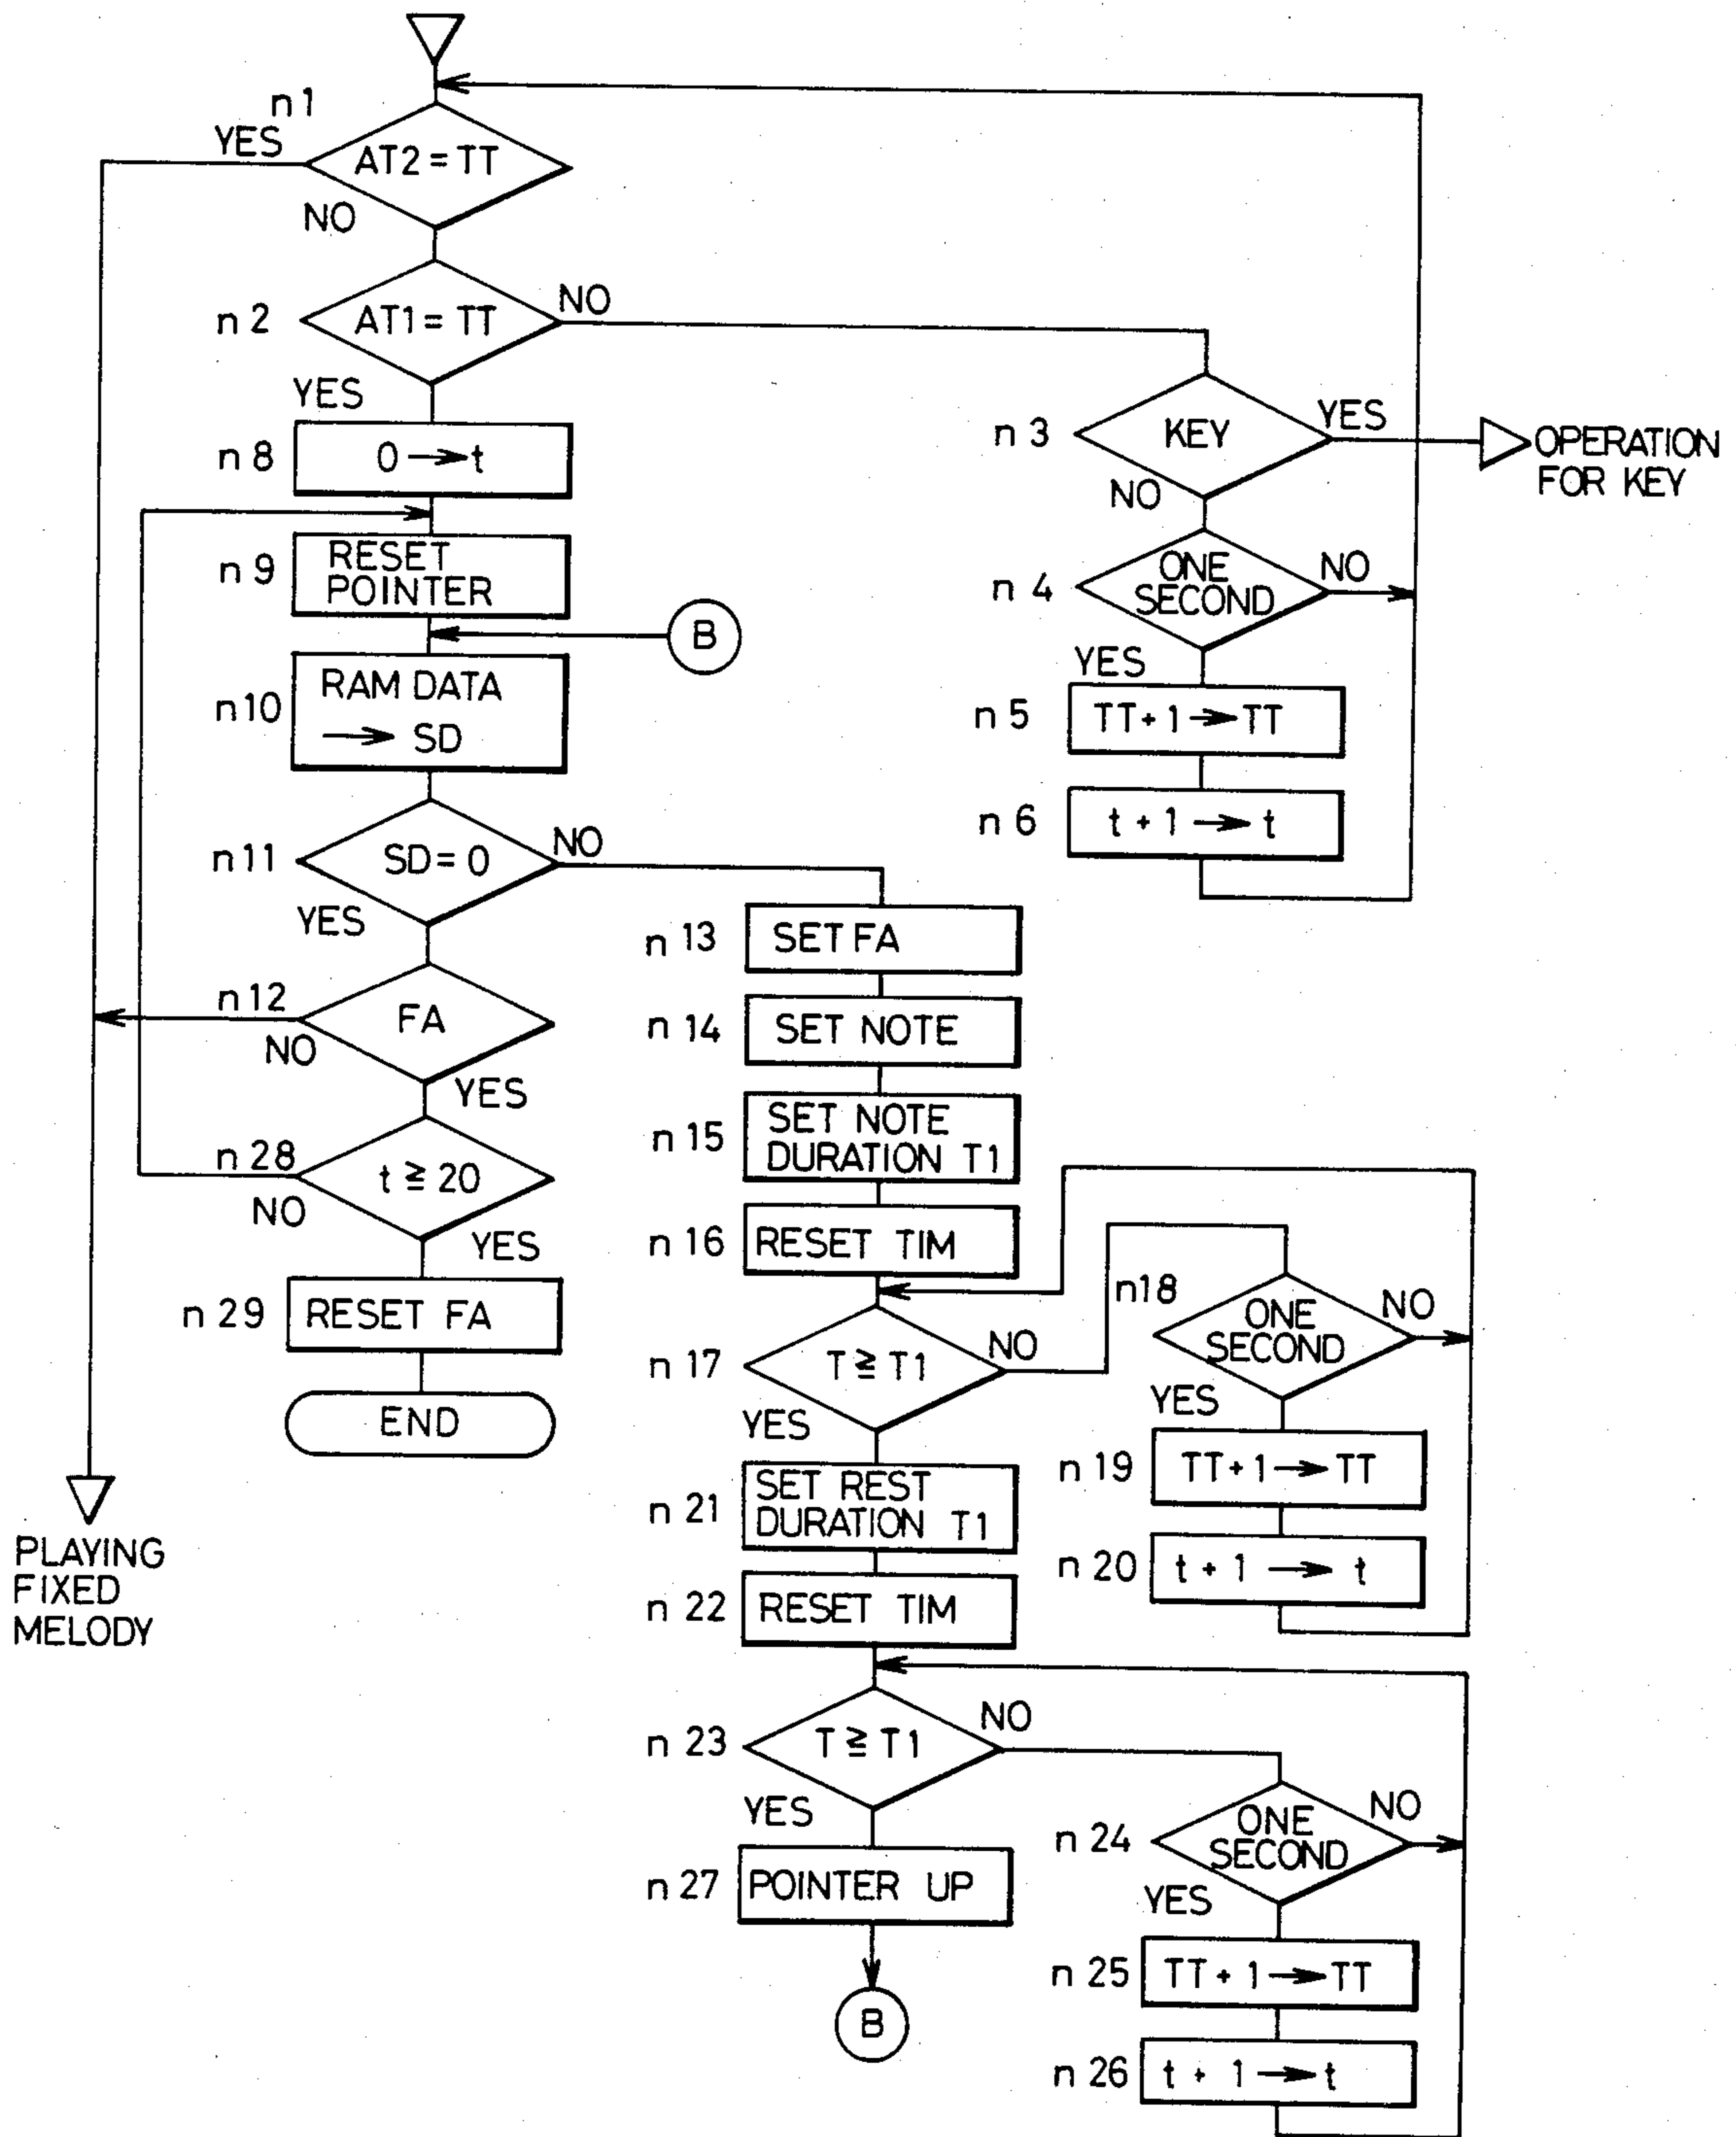 n1
YES
AT2 = TT
NO
n2
AT1 = TT
NO
YES
n3
KEY
YES
OPERATION
FOR KEY
NO
n8
0 → t
n4
ONE
SECOND
NO
YES
n9
RESET
POINTER
B
n10
RAM DATA
→ SD
n5
TT + 1 → TT
n6
t + 1 → t
n11
SD = 0
NO
YES
n13
SET FA
n12
FA
NO
YES
n14
SET NOTE
n15
SET NOTE
DURATION T1
n28
t ≧ 20
NO
YES
n16
RESET TIM
n29
RESET FA
END
n17
T ≧ T1
NO
YES
n18
ONE
SECOND
NO
YES
n19
TT + 1 → TT
n20
t + 1 → t
n21
SET REST
DURATION T1
n22
RESET TIM
PLAYING
FIXED
MELODY
n23
T ≧ T1
NO
YES
n24
ONE
SECOND
NO
YES
n27
POINTER UP
n25
TT + 1 → TT
B
n26
t + 1 → t